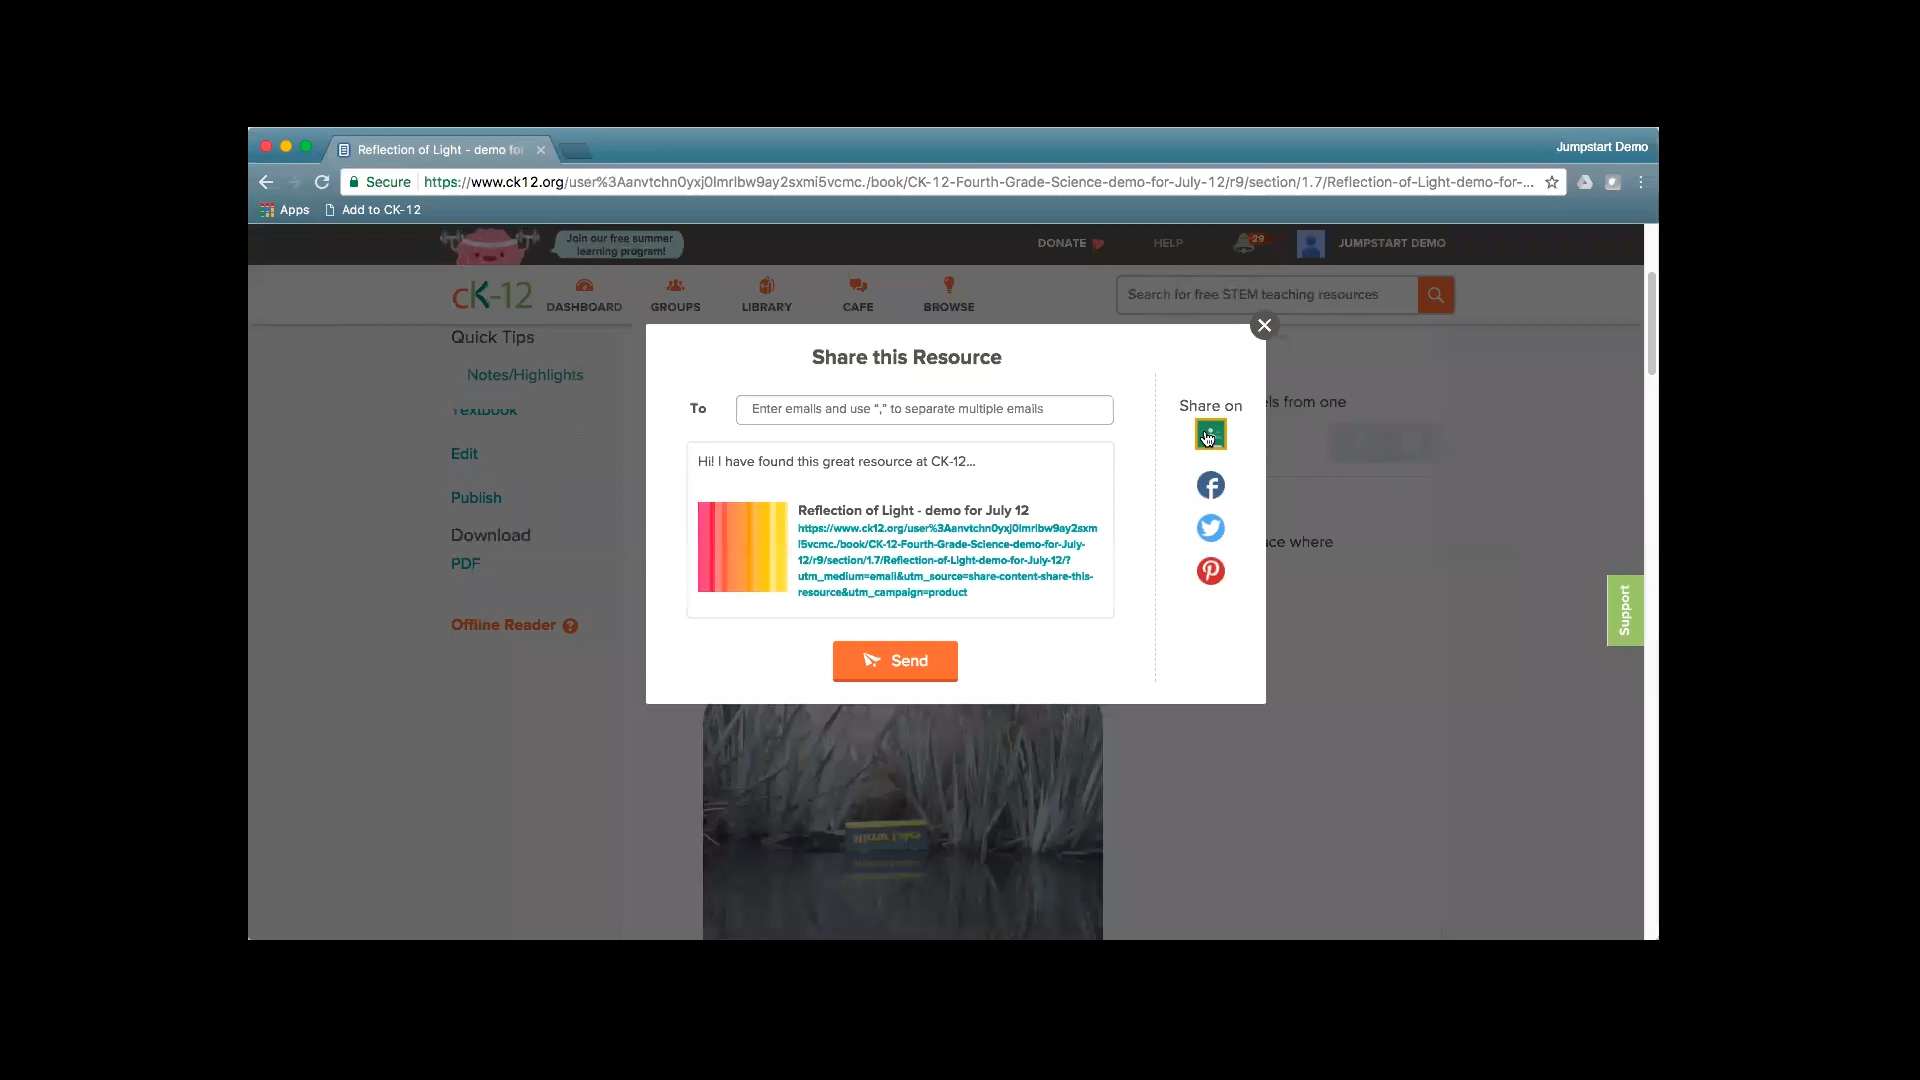 Reflection of Light - demo for
Jumpstart Demo
Secure https://www.ck12.org/user%3Aanvtchn0yxj0lmrlbw9ay2sxmi5vcmc./book/CK-12-Fourth-Grade-Science-demo-for-July-12/r9/section/1.7/Reflection-of-Light-demo-for-...
Apps Add to CK-12
Join our free summer
learning program!
DONATE HELP 29 JUMPSTART DEMO
cK-12 DASHBOARD GROUPS LIBRARY CAFE BROWSE
Search for free STEM teaching resources
Quick Tips
Notes/Highlights
Textbook
Edit
Publish
Download
PDF
Offline Reader ?
Share this Resource
To Enter emails and use “,” to separate multiple emails
Hi! I have found this great resource at CK-12...
Reflection of Light - demo for July 12
https://www.ck12.org/user%3Aanvtchn0yxj0lmrlbw9ay2sxm
i5vcmc./book/CK-12-Fourth-Grade-Science-demo-for-July-
12/r9/section/1.7/Reflection-of-Light-demo-for-July-12/?
utm_medium=email&utm_source=share-content-share-this-
resource&utm_campaign=product
Send
Share on
els from one
ce where
Support